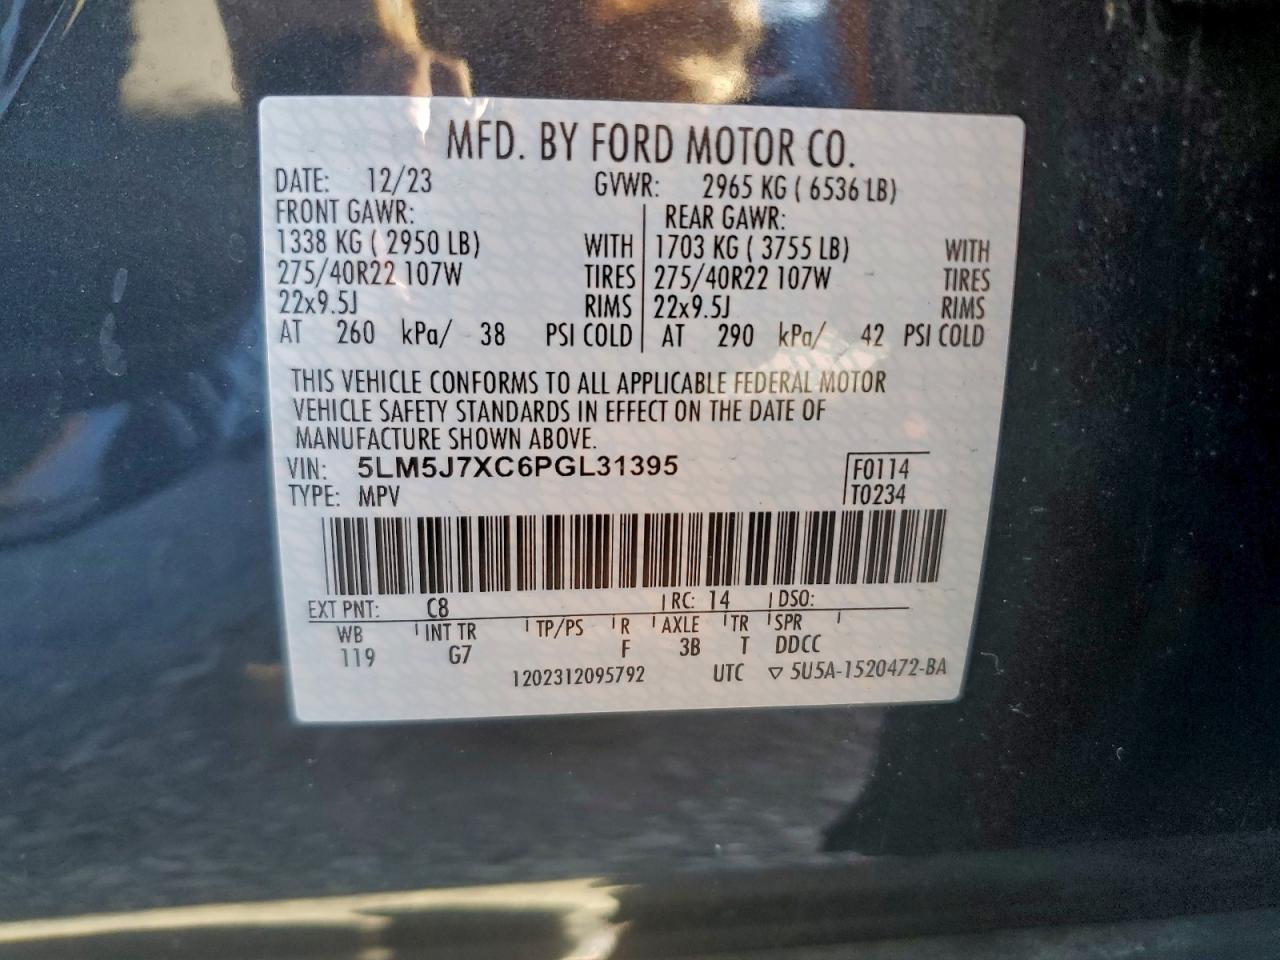 MFD. BY FORD MOTOR CO.
DATE: 12/23 GVWR: 2965 KG ( 6536 LB)
FRONT GAWR: REAR GAWR:
1338 KG ( 2950 LB) WITH 1703 KG ( 3755 LB) WITH
275/40R22 107W TIRES 275/40R22 107W TIRES
22x9.5J RIMS 22x9.5J RIMS
AT 260 kPa/ 38 PSI COLD AT 290 kPa/ 42 PSI COLD
THIS VEHICLE CONFORMS TO ALL APPLICABLE FEDERAL MOTOR
VEHICLE SAFETY STANDARDS IN EFFECT ON THE DATE OF
MANUFACTURE SHOWN ABOVE.
VIN: 5LM5J7XC6PGL31395 F0114
TYPE: MPV T0234
EXT PNT: C8 RC: 14 DSO:
WB INT TR TP/PS R AXLE TR SPR
119 G7 F 3B T DDCC
1202312095792 UTC ▽ 5U5A-1520472-BA